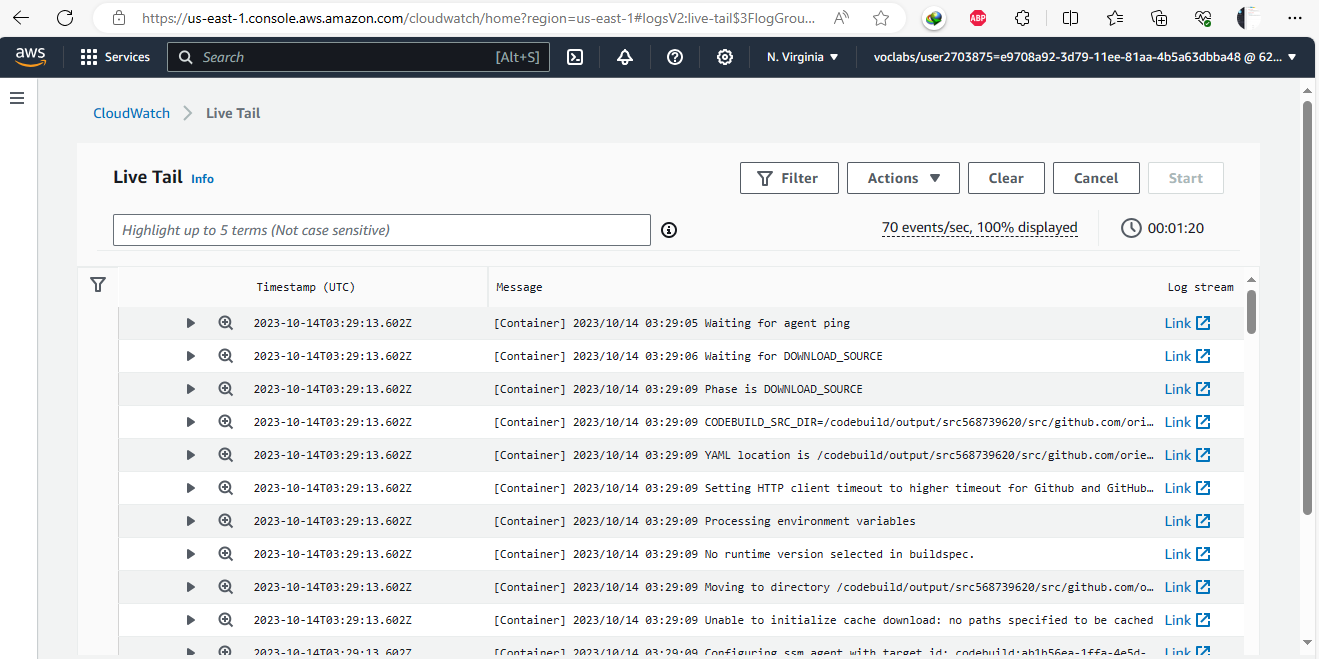 https://us-east-1.console.aws.amazon.com/cloudwatch/home?region=us-east-1#logsV2:live-tail$3FlogGrou...
ABP
aws Services Search [Alt+S] N. Virginia voclabs/user2703875=e9708a92-3d79-11ee-81aa-4b5a63dbba48 @ 62...
CloudWatch Live Tail
Live Tail Info Filter Actions Clear Cancel Start
Highlight up to 5 terms (Not case sensitive) 70 events/sec, 100% displayed 00:01:20
Timestamp (UTC) Message Log stream
2023-10-14T03:29:13.602Z [Container] 2023/10/14 03:29:05 Waiting for agent ping Link
2023-10-14T03:29:13.602Z [Container] 2023/10/14 03:29:06 Waiting for DOWNLOAD_SOURCE Link
2023-10-14T03:29:13.602Z [Container] 2023/10/14 03:29:09 Phase is DOWNLOAD_SOURCE Link
2023-10-14T03:29:13.602Z [Container] 2023/10/14 03:29:09 CODEBUILD_SRC_DIR=/codebuild/output/src568739620/src/github.com/ori… Link
2023-10-14T03:29:13.602Z [Container] 2023/10/14 03:29:09 YAML location is /codebuild/output/src568739620/src/github.com/orie… Link
2023-10-14T03:29:13.602Z [Container] 2023/10/14 03:29:09 Setting HTTP client timeout to higher timeout for Github and GitHub… Link
2023-10-14T03:29:13.602Z [Container] 2023/10/14 03:29:09 Processing environment variables Link
2023-10-14T03:29:13.602Z [Container] 2023/10/14 03:29:09 No runtime version selected in buildspec. Link
2023-10-14T03:29:13.602Z [Container] 2023/10/14 03:29:09 Moving to directory /codebuild/output/src568739620/src/github.com/o… Link
2023-10-14T03:29:13.602Z [Container] 2023/10/14 03:29:09 Unable to initialize cache download: no paths specified to be cached Link
2023-10-14T03:29:13.602Z [Container] 2023/10/14 03:29:09 Configuring ssm agent with target id: codebuild:ab1b56ea-1ffa-4e5d- Link